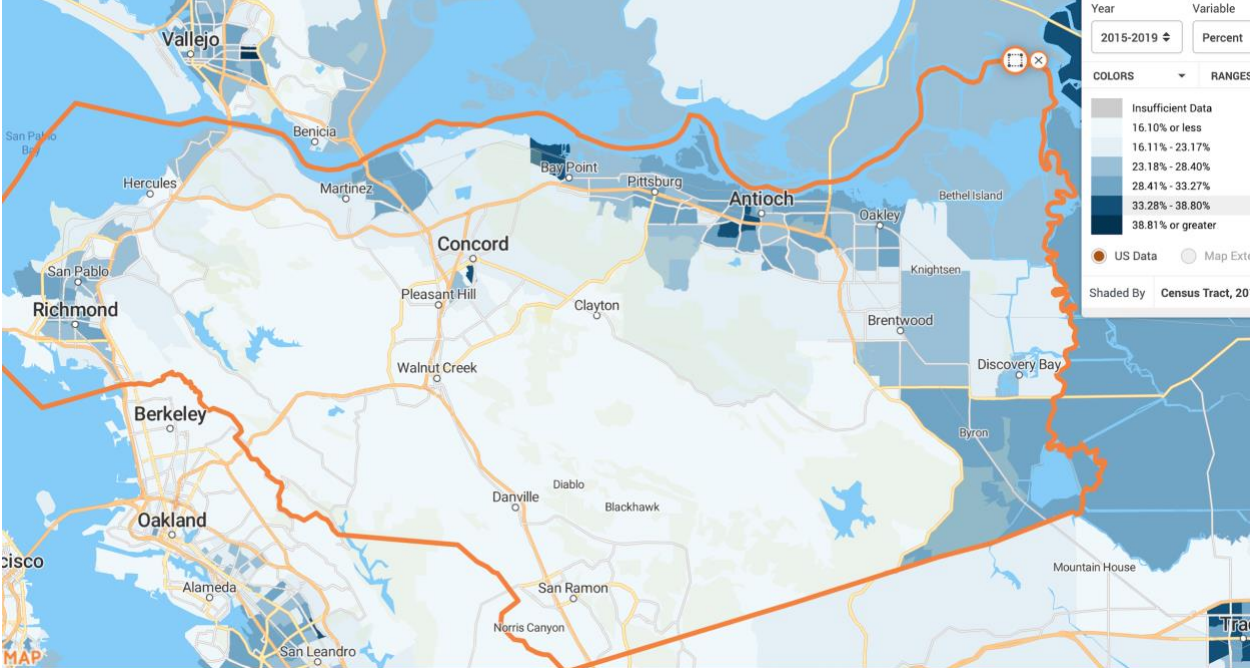 Year
Variable
2015-2019
Percent
COLORS
RANGES
Insufficient Data
16.10% or less
16.11% - 23.17%
23.18% - 28.40%
28.41% - 33.27%
33.28% - 38.80%
38.81% or greater
US Data
Map Exte
Shaded By
Census Tract, 20
Vallejo
San Pablo
Bay
Benicia
Hercules
Martinez
Bay Point
Pittsburg
Antioch
Bethel Island
Oakley
Concord
San Pablo
Knightsen
Richmond
Pleasant Hill
Clayton
Brentwood
Walnut Creek
Discovery Bay
Berkeley
Byron
Diablo
Danville
Blackhawk
Oakland
cisco
Mountain House
Alameda
San Ramon
Norris Canyon
Tra
San Leandro
MAP